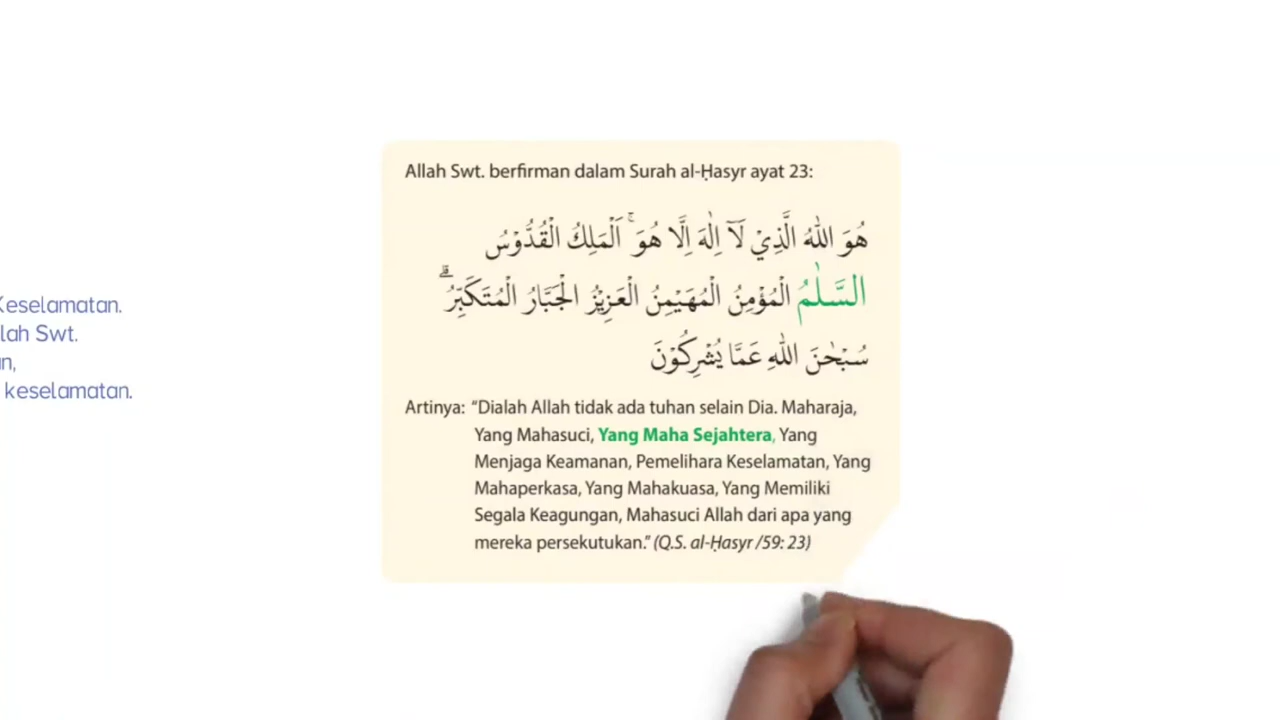 Keselamatan.
lah Swt.
n,
keselamatan.
Allah Swt. berfirman dalam Surah al-Ḥasyr ayat 23:
هُوَ اللّٰهُ الَّذِيْ لَآ اِلٰهَ اِلَّا هُوَ ۚ اَلْمَلِكُ الْقُدُّوْسُ
السَّلٰمُ الْمُؤْمِنُ الْمُهَيْمِنُ الْعَزِيْزُ الْجَبَّارُ الْمُتَكَبِّرُ ۗ
سُبْحٰنَ اللّٰهِ عَمَّا يُشْرِكُوْنَ
Artinya: “Dialah Allah tidak ada tuhan selain Dia. Maharaja,
Yang Mahasuci, Yang Maha Sejahtera, Yang
Menjaga Keamanan, Pemelihara Keselamatan, Yang
Mahaperkasa, Yang Mahakuasa, Yang Memiliki
Segala Keagungan, Mahasuci Allah dari apa yang
mereka persekutukan.” (Q.S. al-Ḥasyr /59: 23)